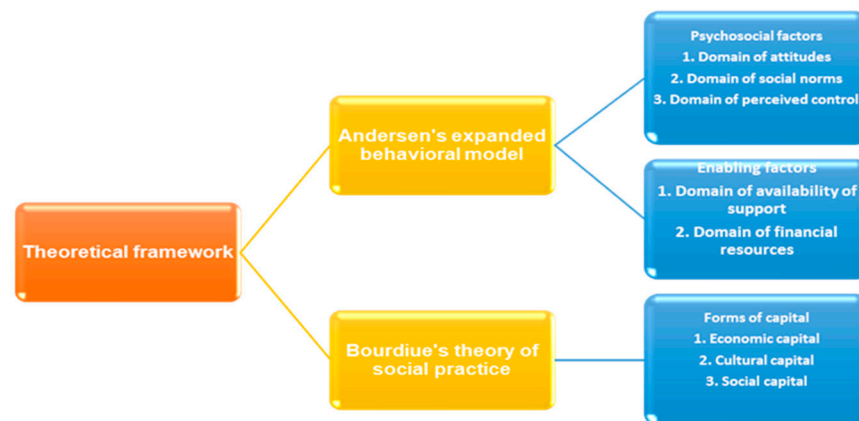 Theoretical framework
Andersen's expanded
behavioral model
Psychosocial factors
1. Domain of attitudes
2. Domain of social norms
3. Domain of perceived control
Enabling factors
1. Domain of availability of
support
2. Domain of financial
resources
Bourdiue's theory of
social practice
Forms of capital
1. Economic capital
2. Cultural capital
3. Social capital